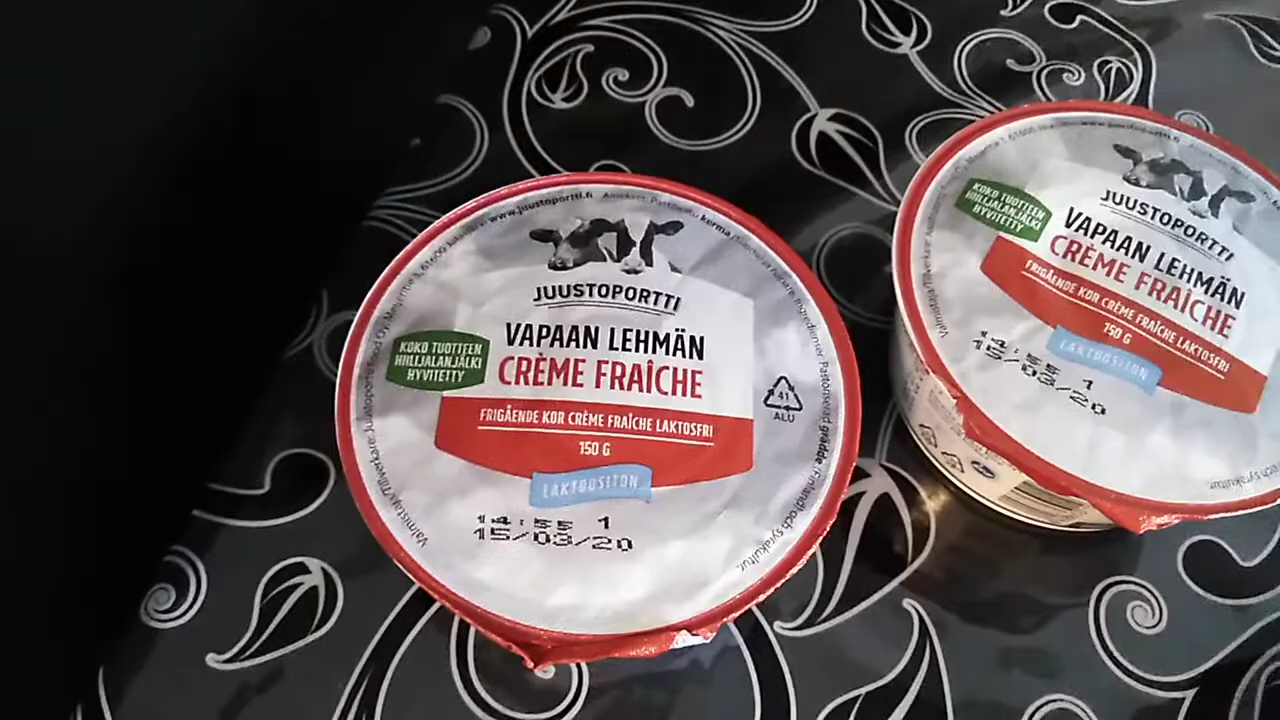 www.juustoportti.fi
JUUSTOPORTTI
VAPAAN LEHMÄN
CRÈME FRAÎCHE
KOKO TUOTTEEN
HIILIJALANJÄLKI
HYVITETTY
FRIGÅENDE KOR CRÈME FRAÎCHE LAKTOSFRI
150 G
LAKTOOSITON
14:55 1
15/03/20
41
ALU
JUUSTOPORTTI
VAPAAN LEHMÄN
CRÈME FRAÎCHE
KOKO TUOTTEEN
HIILIJALANJÄLKI
HYVITETTY
FRIGÅENDE KOR CRÈME FRAÎCHE LAKTOSFRI
150 G
LAKTOOSITON
14:55 1
15/03/20